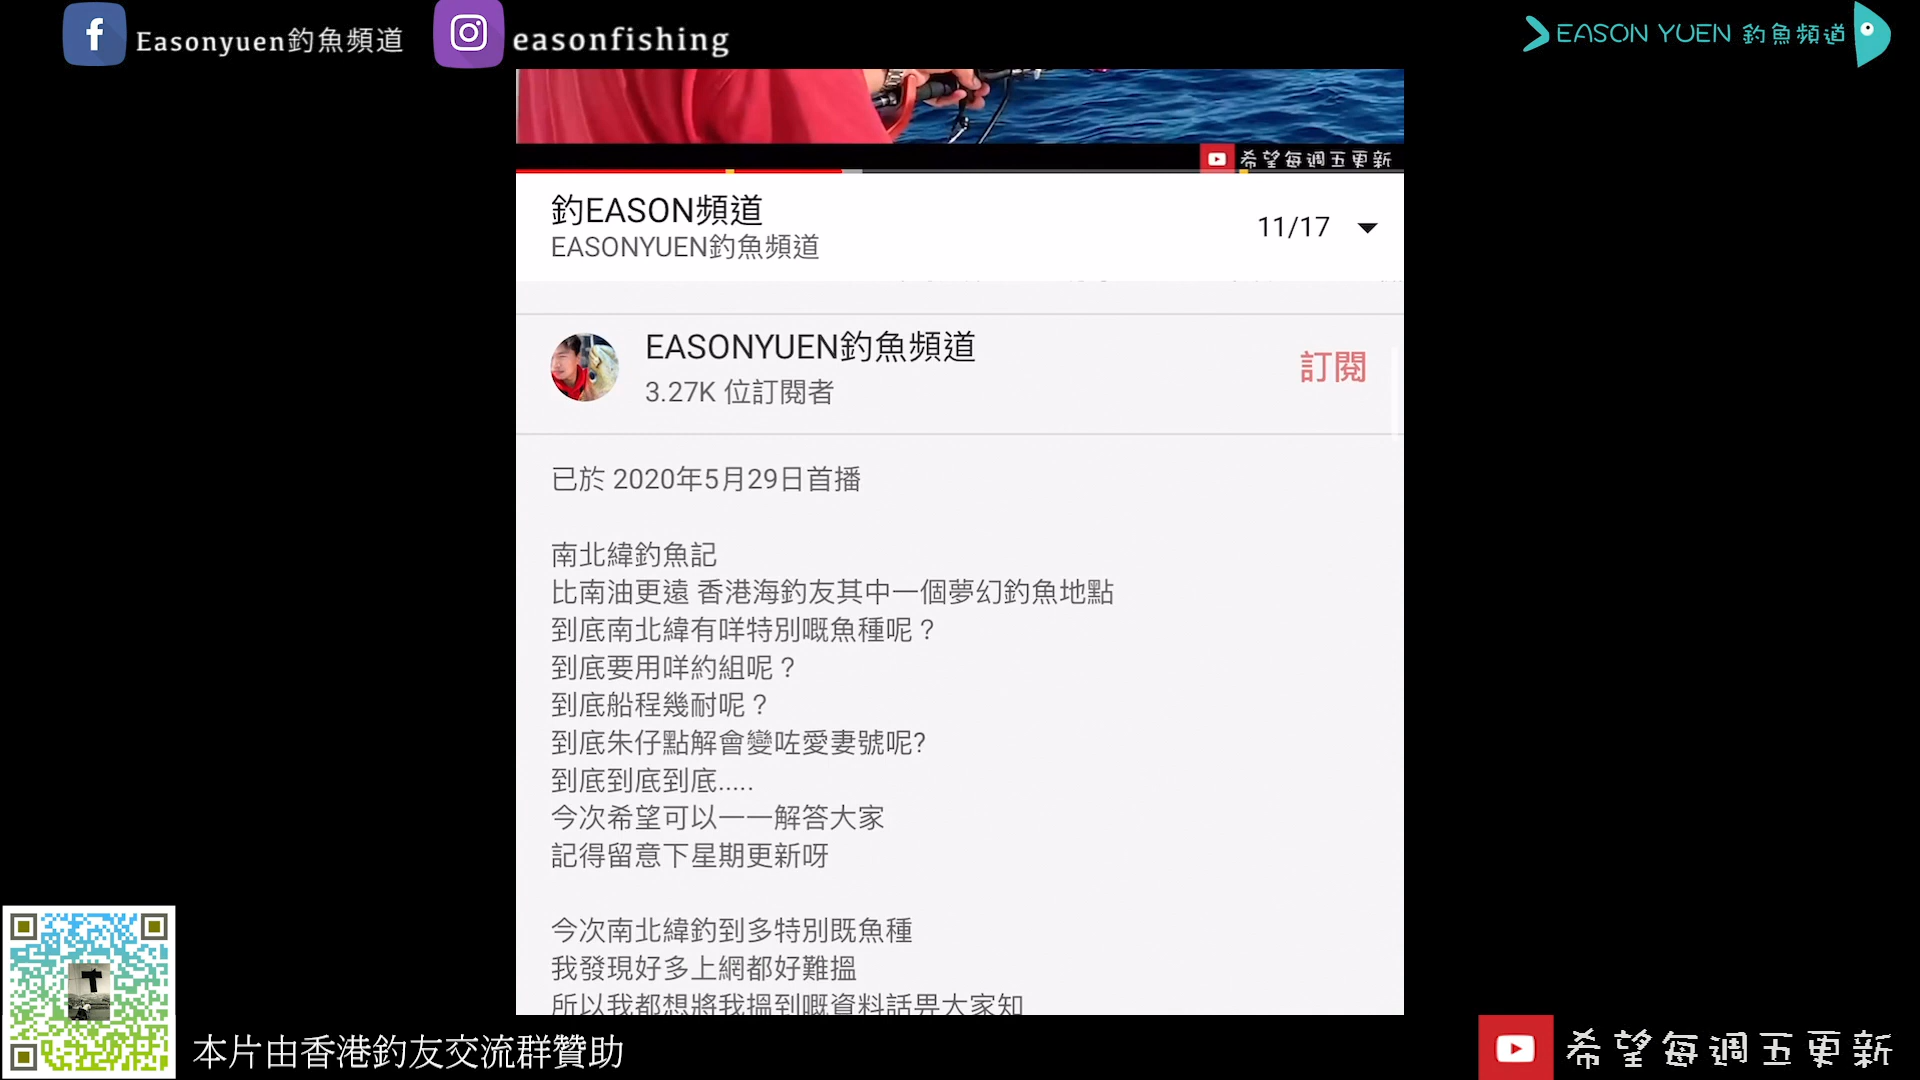 Easonyuen釣魚頻道
easonfishing
EASON YUEN 釣魚頻道
希望每週五更新
釣EASON頻道
EASONYUEN釣魚頻道
11/17
EASONYUEN釣魚頻道
3.27K 位訂閱者
訂閱
已於 2020年5月29日首播
南北緯釣魚記
比南油更遠 香港海釣友其中一個夢幻釣魚地點
到底南北緯有咩特別嘅魚種呢？
到底要用咩約組呢？
到底船程幾耐呢？
到底朱仔點解會變咗愛妻號呢?
到底到底到底.....
今次希望可以一一解答大家
記得留意下星期更新呀
今次南北緯釣到多特別既魚種
我發現好多上網都好難搵
所以我都想將我搵到嘅資料話畀大家知
本片由香港釣友交流群贊助
希望每週五更新